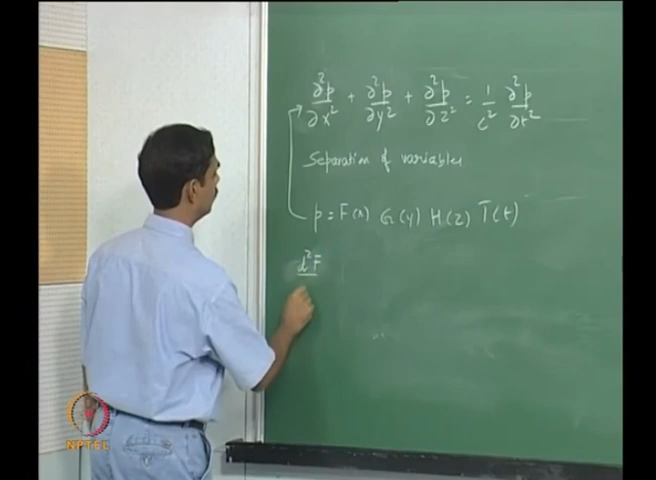 ∂²p/∂x² + ∂²p/∂y² + ∂²p/∂z² = 1/c² ∂²p/∂t²
Separation of variables
p = F(x) G(y) H(z) T(t)
d²F
NPTEL